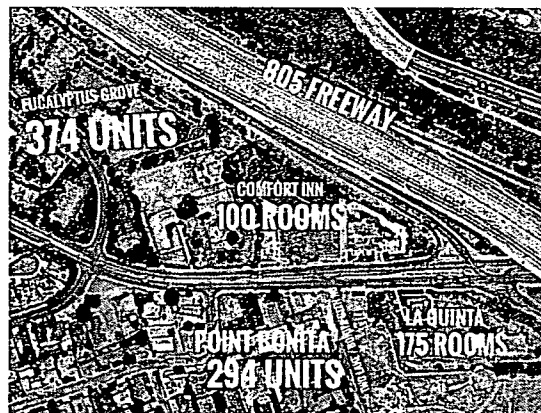 805 FREEWAY
EUCALYPTUS GROVE
374 UNITS
COMFORT INN
100 ROOMS
POINT BONITA
294 UNITS
LA QUINTA
175 ROOMS